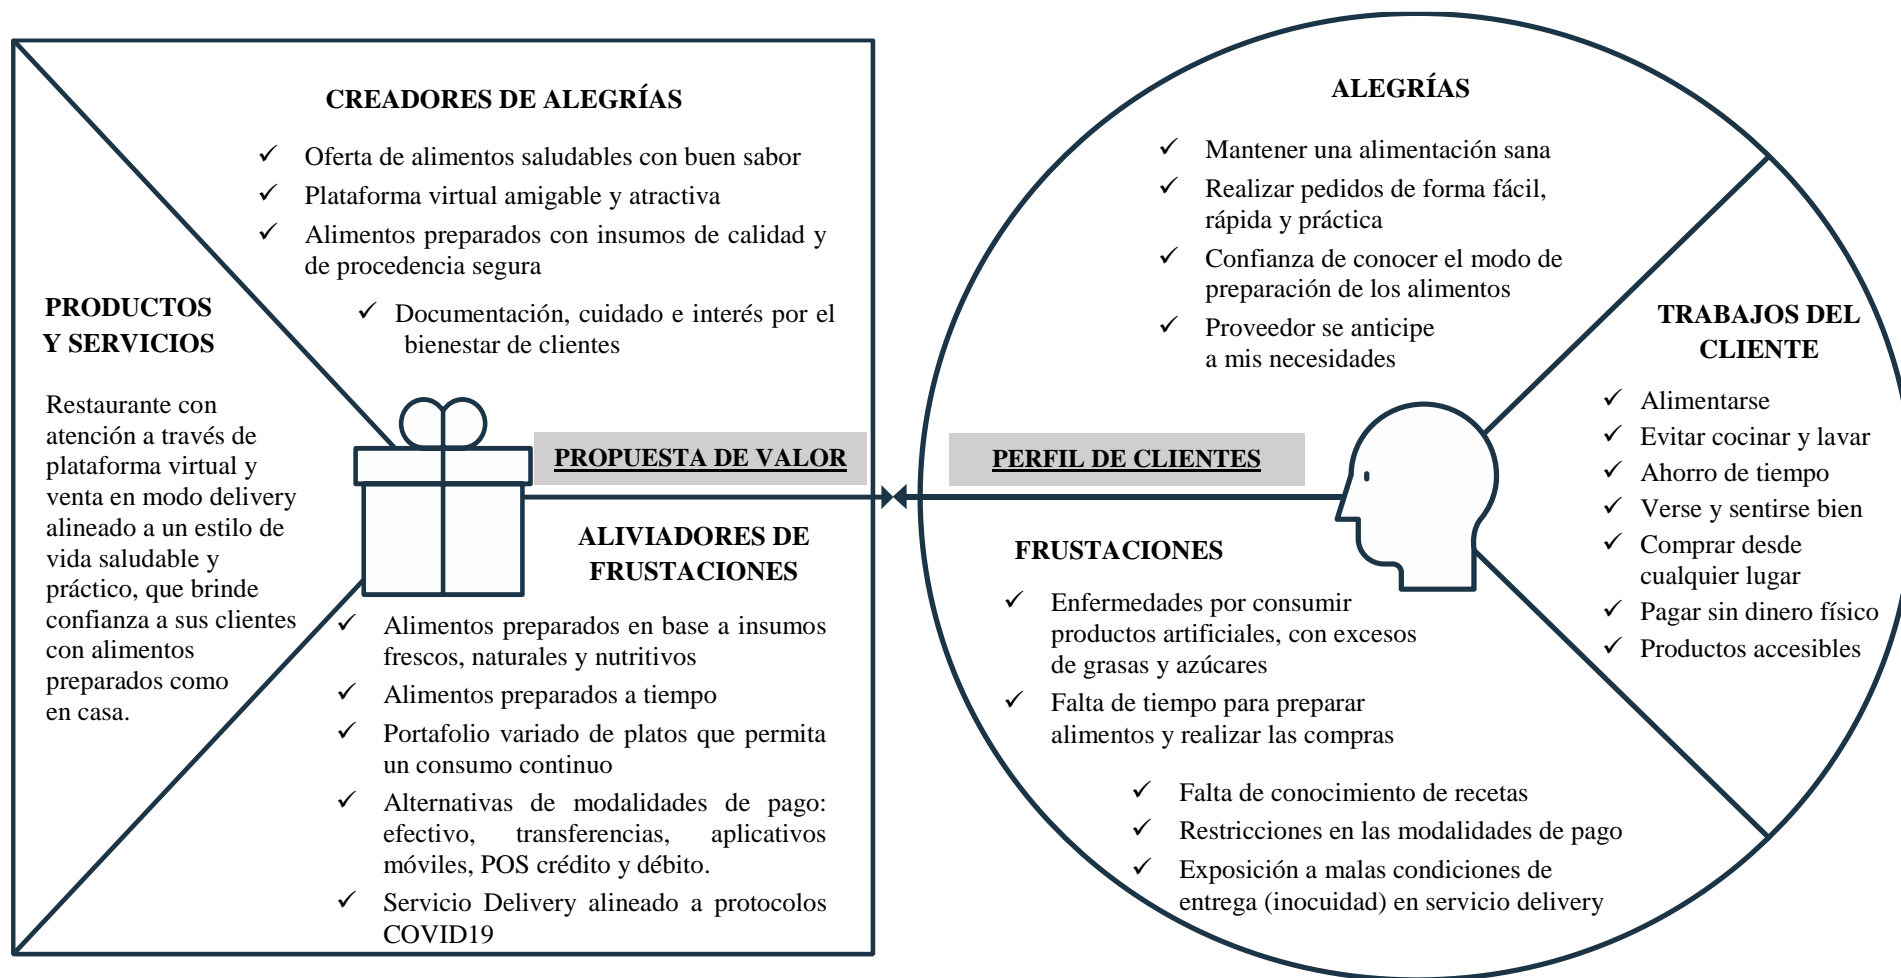 CREADORES DE ALEGRÍAS
✓ Oferta de alimentos saludables con buen sabor
✓ Plataforma virtual amigable y atractiva
✓ Alimentos preparados con insumos de calidad y
de procedencia segura
✓ Documentación, cuidado e interés por el
bienestar de clientes
PRODUCTOS
Y SERVICIOS
Restaurante con
atención a través de
plataforma virtual y
venta en modo delivery
alineado a un estilo de
vida saludable y
práctico, que brinde
confianza a sus clientes
con alimentos
preparados como
en casa.
PROPUESTA DE VALOR
ALIVIADORES DE
FRUSTACIONES
✓ Alimentos preparados en base a insumos
frescos, naturales y nutritivos
✓ Alimentos preparados a tiempo
✓ Portafolio variado de platos que permita
un consumo continuo
✓ Alternativas de modalidades de pago:
efectivo, transferencias, aplicativos
móviles, POS crédito y débito.
✓ Servicio Delivery alineado a protocolos
COVID19
ALEGRÍAS
✓ Mantener una alimentación sana
✓ Realizar pedidos de forma fácil,
rápida y práctica
✓ Confianza de conocer el modo de
preparación de los alimentos
✓ Proveedor se anticipe
a mis necesidades
PERFIL DE CLIENTES
FRUSTACIONES
✓ Enfermedades por consumir
productos artificiales, con excesos
de grasas y azúcares
✓ Falta de tiempo para preparar
alimentos y realizar las compras
✓ Falta de conocimiento de recetas
✓ Restricciones en las modalidades de pago
✓ Exposición a malas condiciones de
entrega (inocuidad) en servicio delivery
TRABAJOS DEL
CLIENTE
✓ Alimentarse
✓ Evitar cocinar y lavar
✓ Ahorro de tiempo
✓ Verse y sentirse bien
✓ Comprar desde
cualquier lugar
✓ Pagar sin dinero físico
✓ Productos accesibles